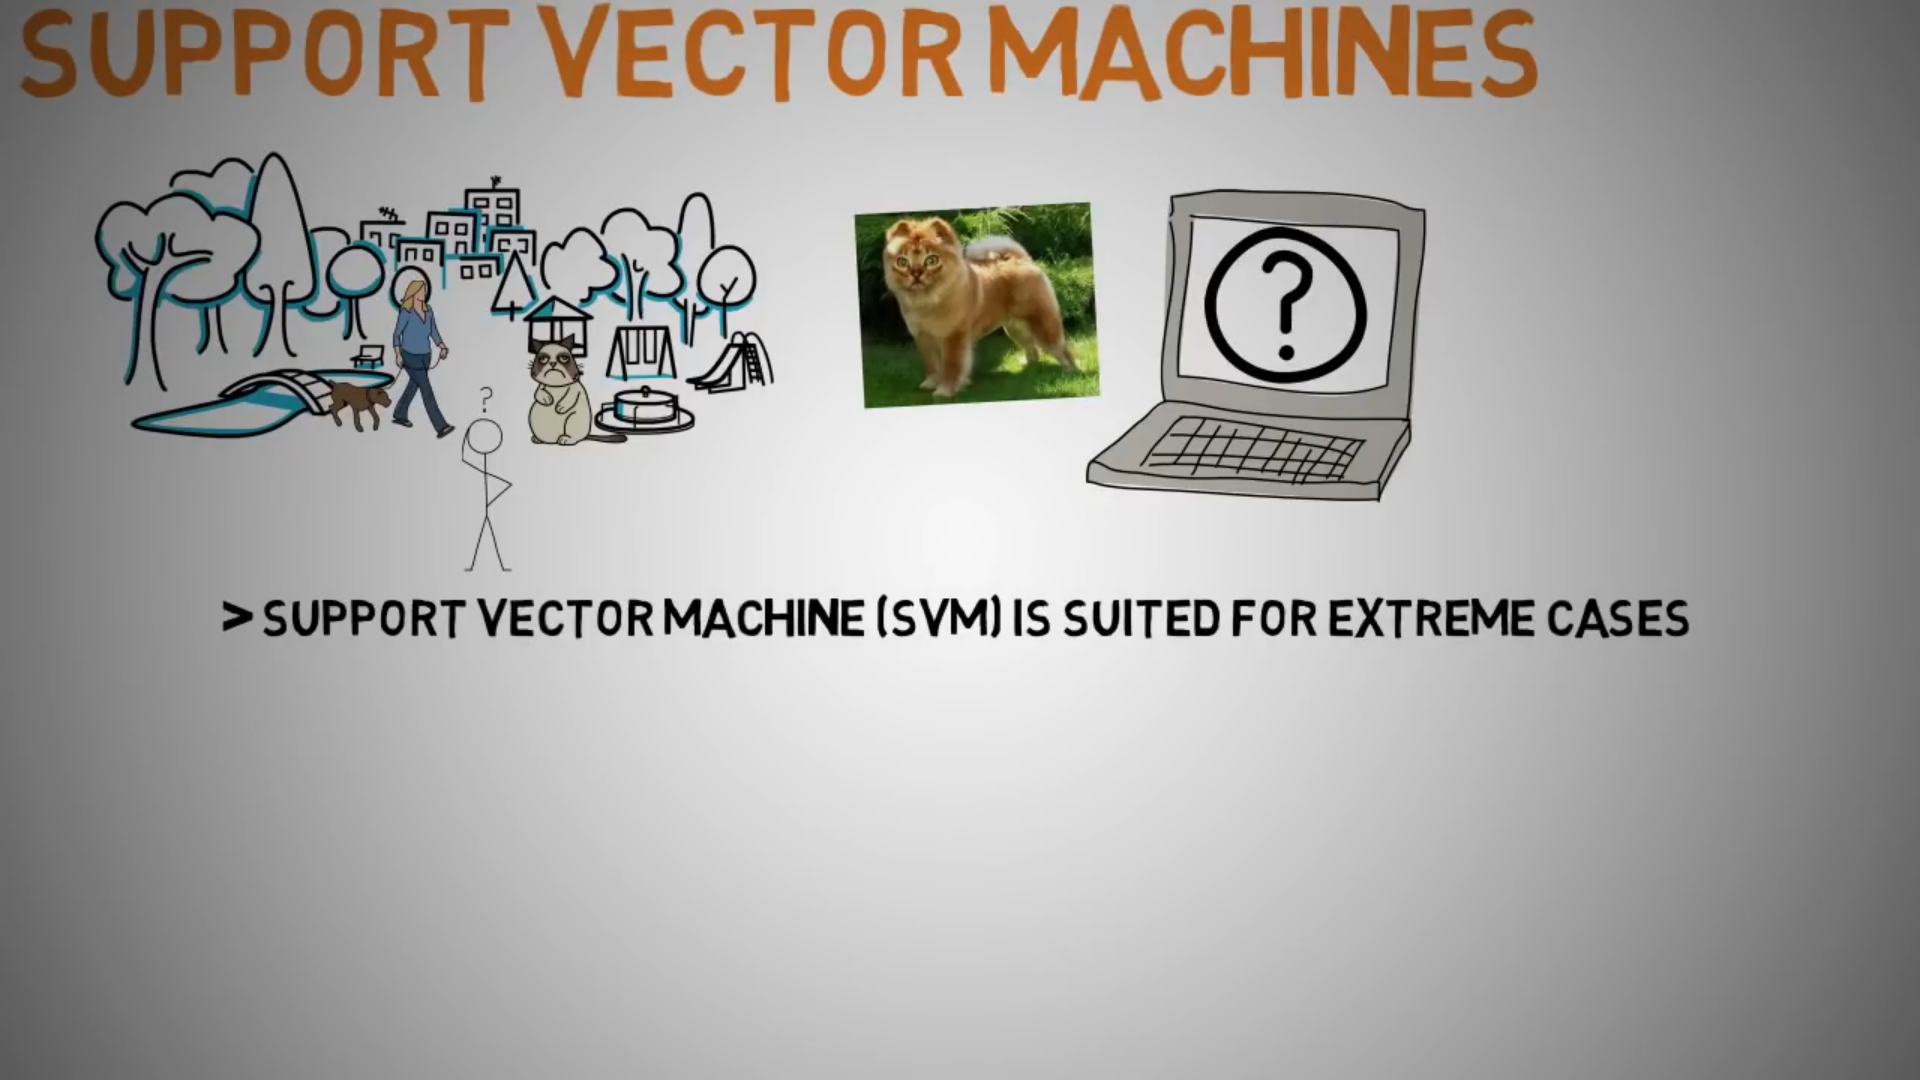 SUPPORT VECTOR MACHINES
?
?
> SUPPORT VECTOR MACHINE (SVM) IS SUITED FOR EXTREME CASES